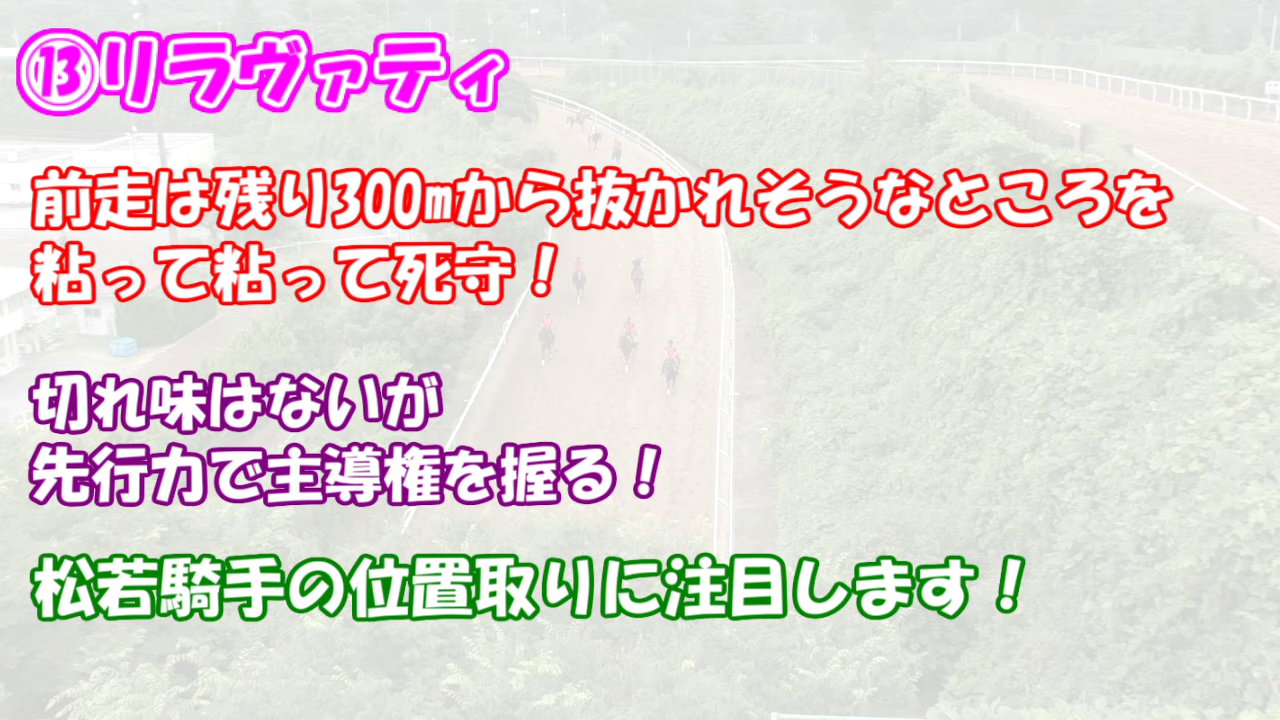 ⑬リラヴァティ
前走は残り300mから抜かれそうなところを
粘って粘って死守！
切れ味はないが
先行力で主導権を握る！
松若騎手の位置取りに注目します！